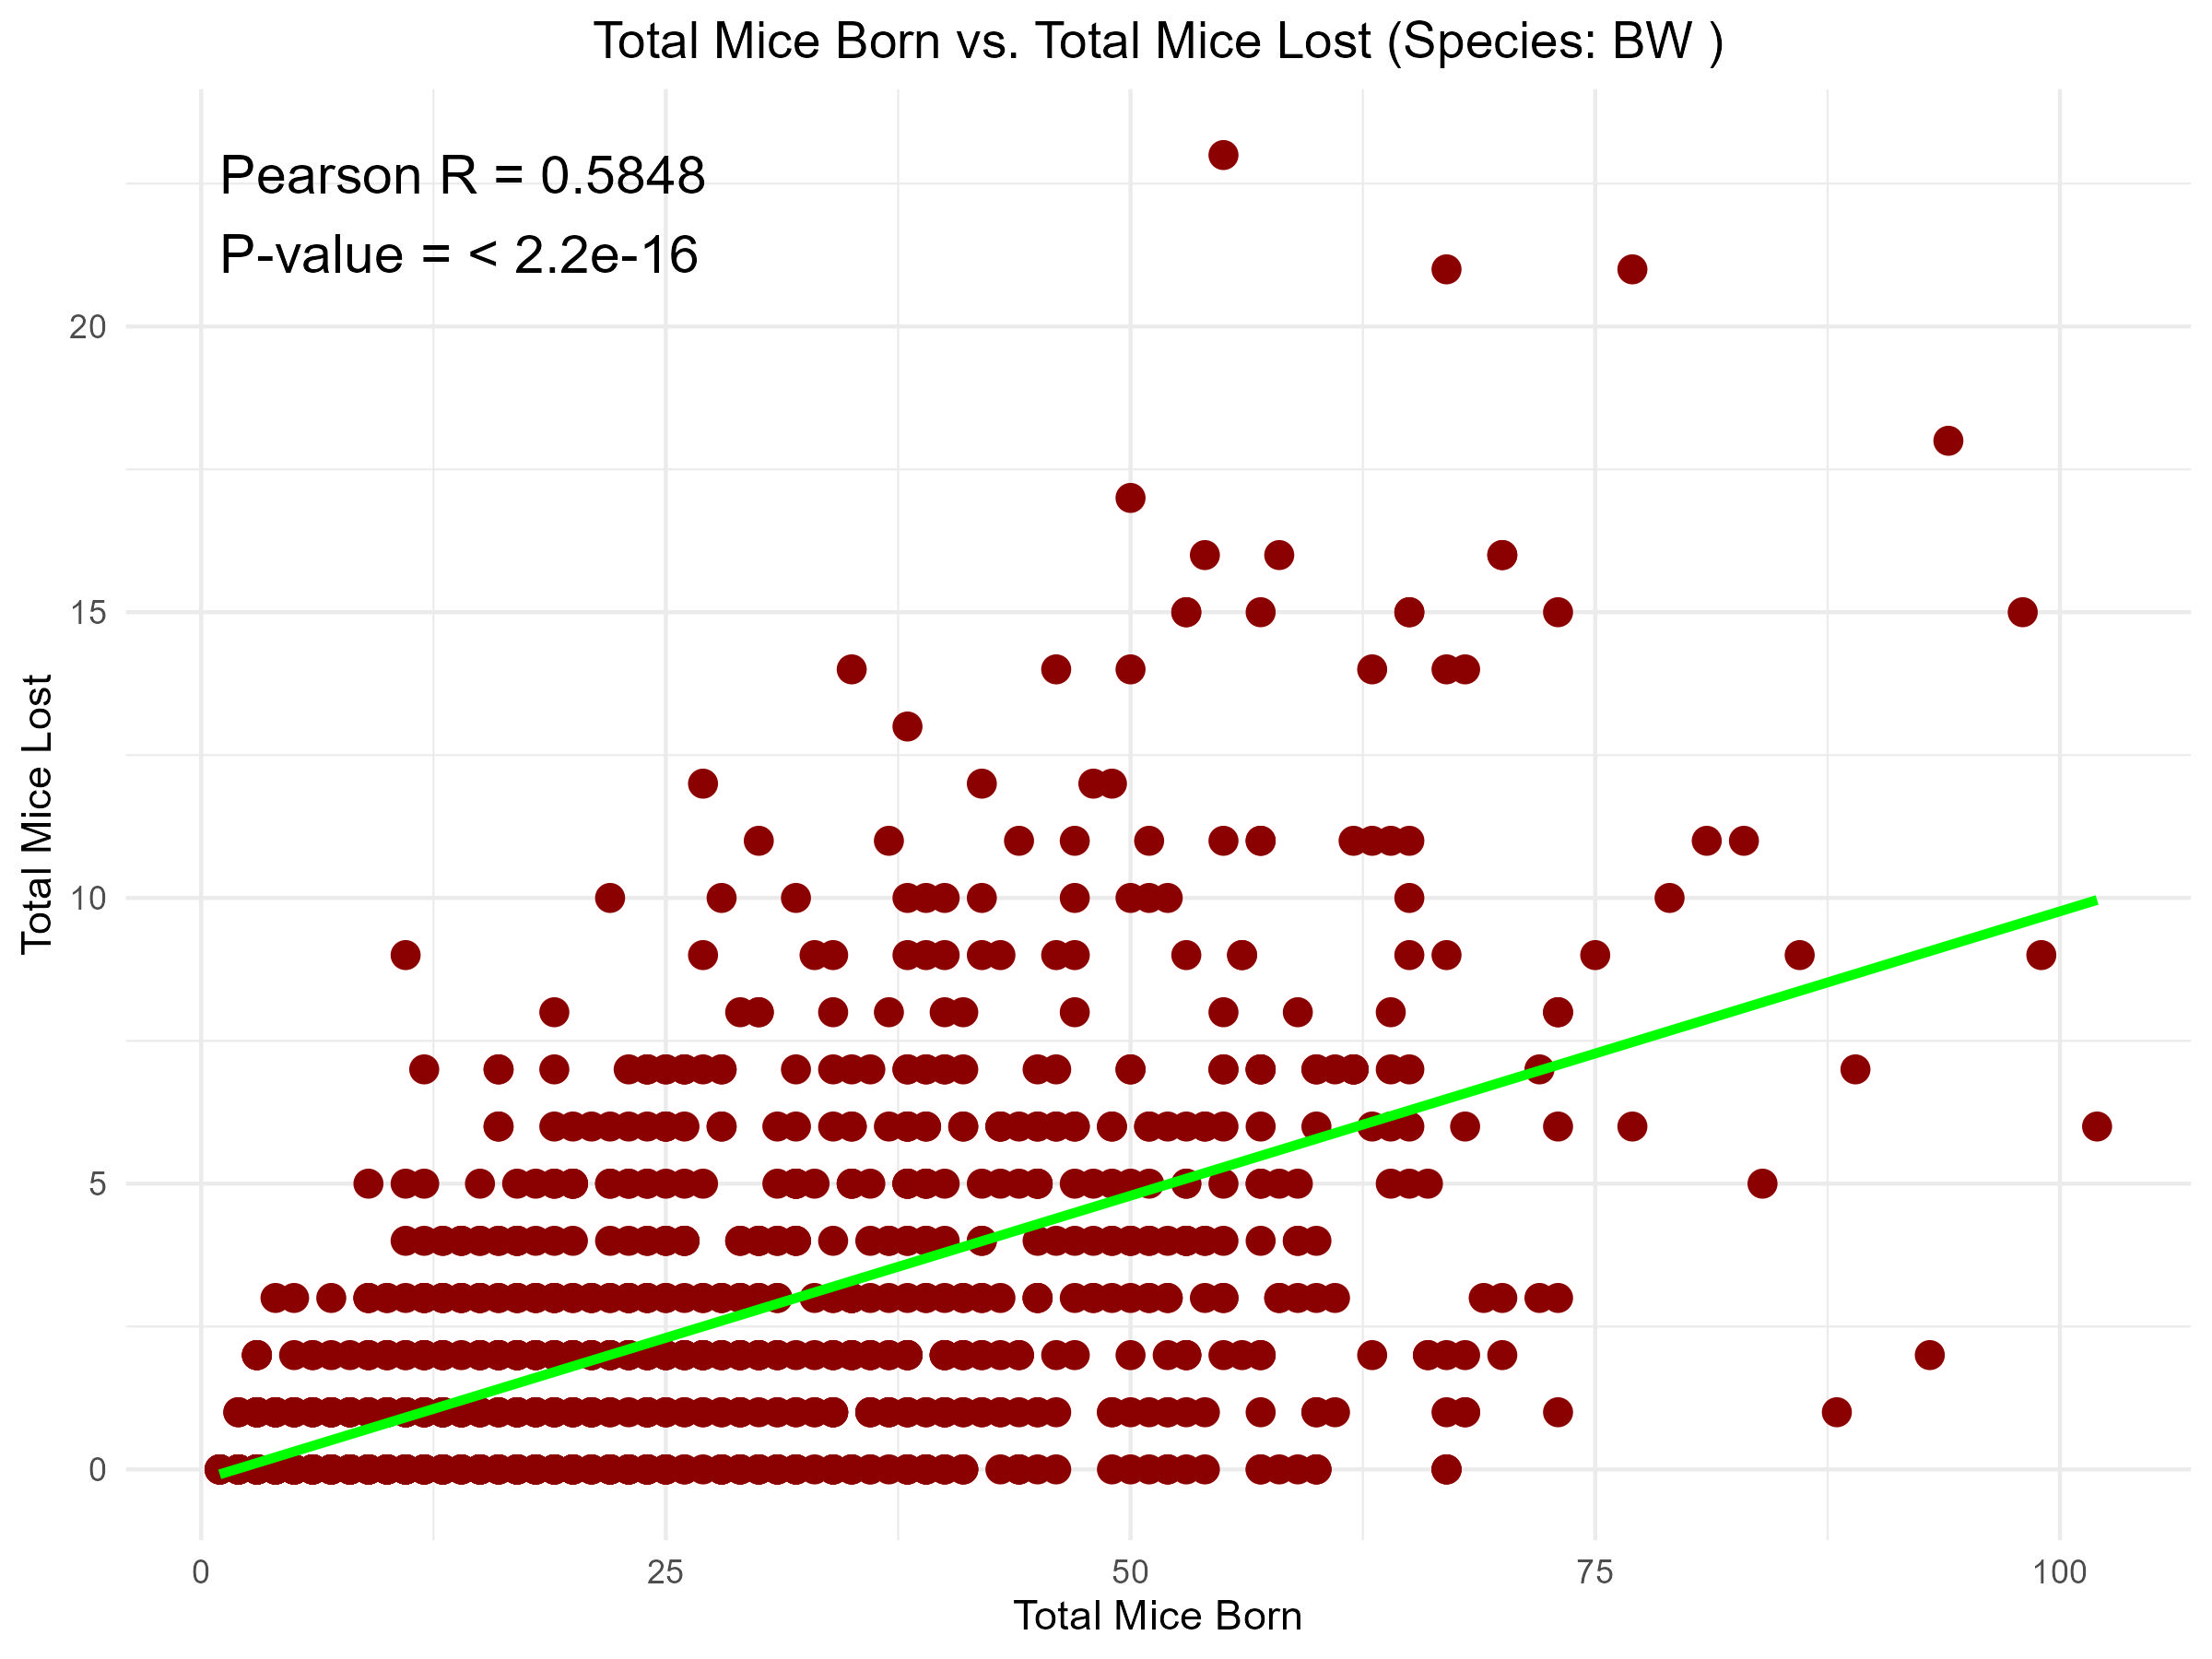 Total Mice Born vs. Total Mice Lost (Species: BW )
Pearson R = 0.5848
P-value = < 2.2e-16
20
15
10
5
0
Total Mice Lost
0 25 50 75 100
Total Mice Born